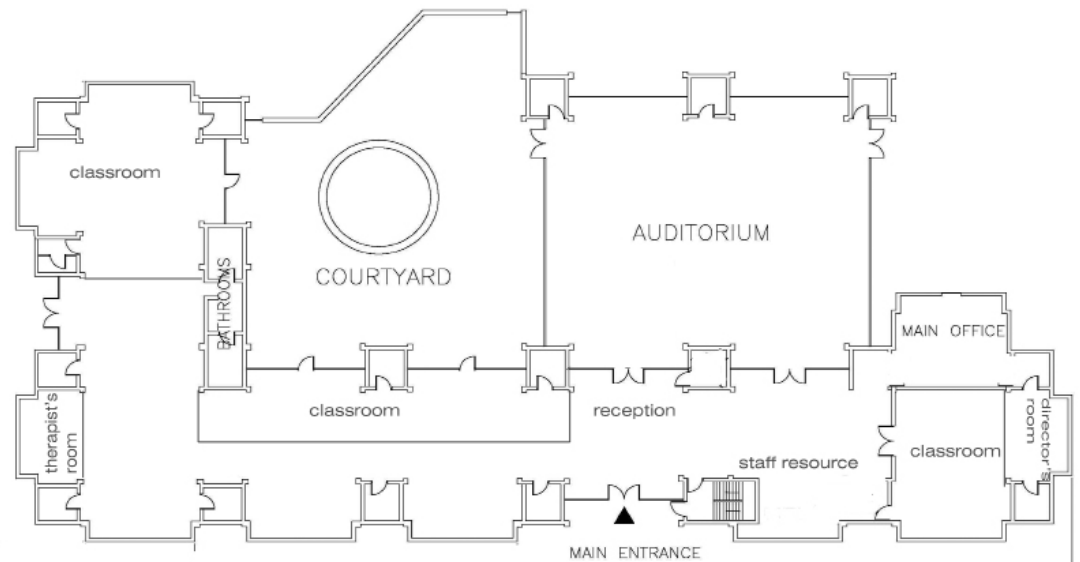 classroom
AUDITORIUM
COURTYARD
BATHROOMS
MAIN OFFICE
therapist's
room
classroom
reception
staff resource
classroom
director's
room
MAIN ENTRANCE